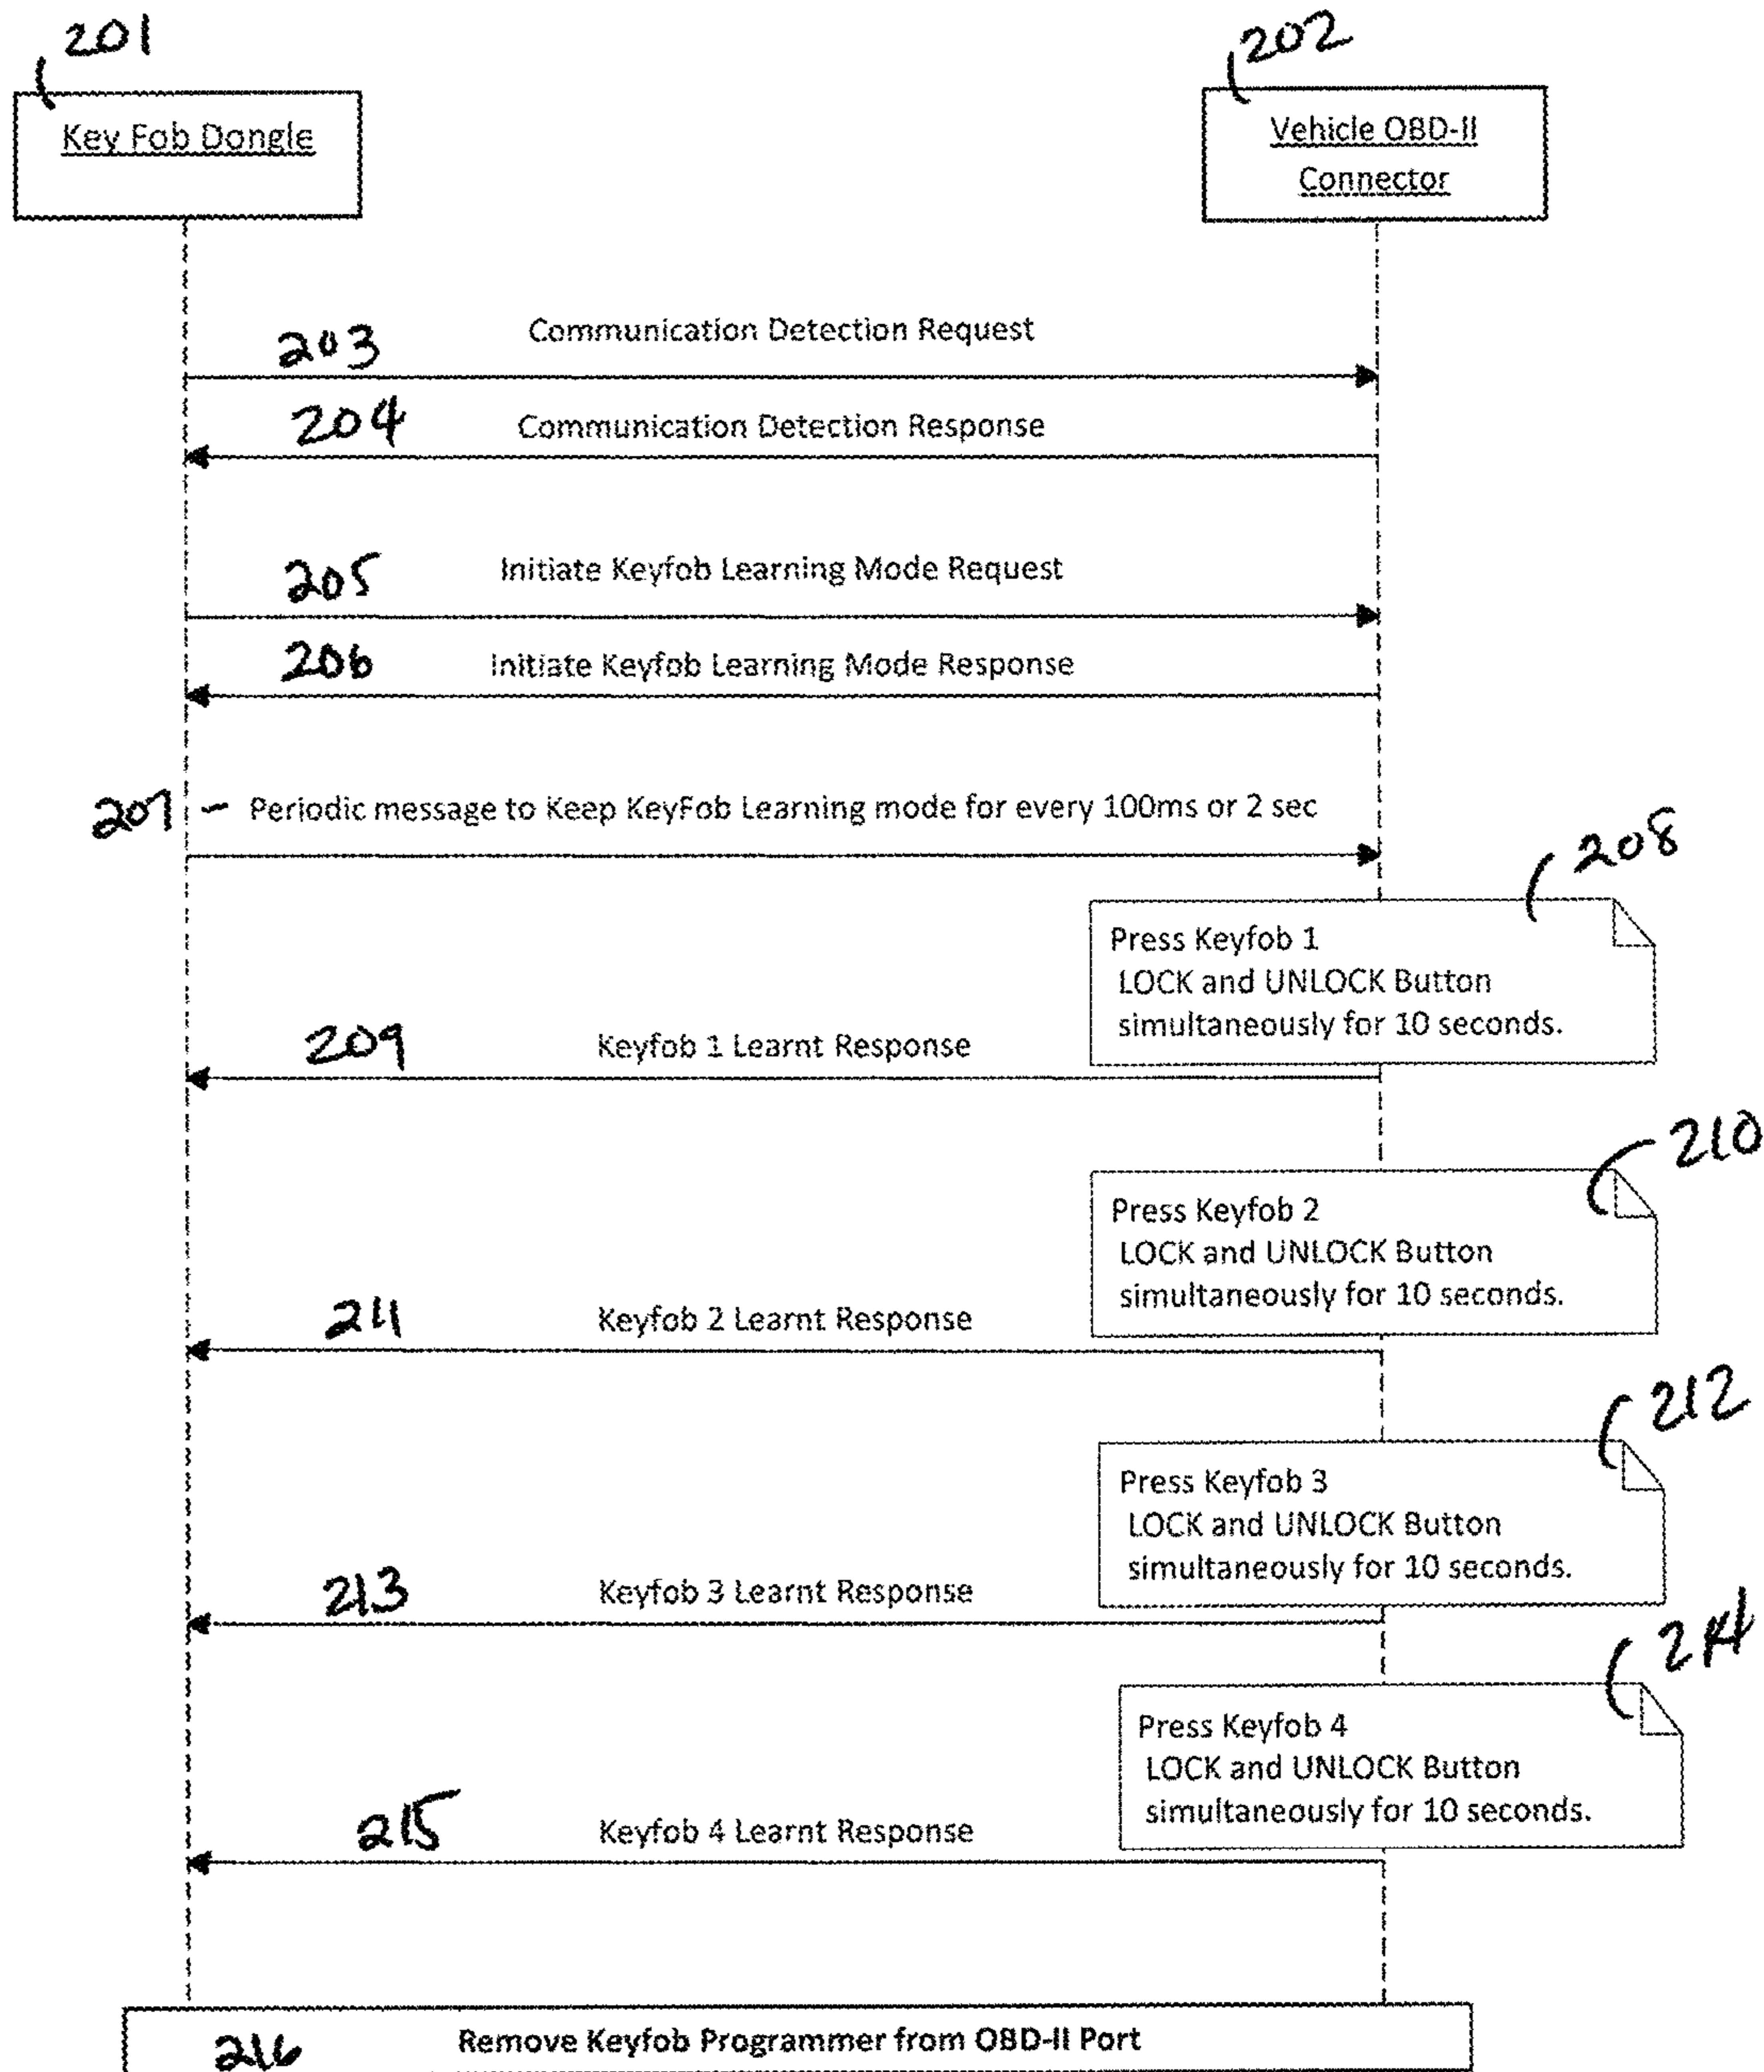 201
202
Key Fob Dongle
Vehicle OBD-II
Connector
Communication Detection Request
203
Communication Detection Response
204
Initiate Keyfob Learning Mode Request
205
Initiate Keyfob Learning Mode Response
206
207 - Periodic message to Keep KeyFob Learning mode for every 100ms or 2 sec
208
Press Keyfob 1
LOCK and UNLOCK Button
simultaneously for 10 seconds.
209
Keyfob 1 Learnt Response
210
Press Keyfob 2
LOCK and UNLOCK Button
simultaneously for 10 seconds.
211
Keyfob 2 Learnt Response
212
Press Keyfob 3
LOCK and UNLOCK Button
simultaneously for 10 seconds.
213
Keyfob 3 Learnt Response
214
Press Keyfob 4
LOCK and UNLOCK Button
simultaneously for 10 seconds.
215
Keyfob 4 Learnt Response
216
Remove Keyfob Programmer from OBD-II Port